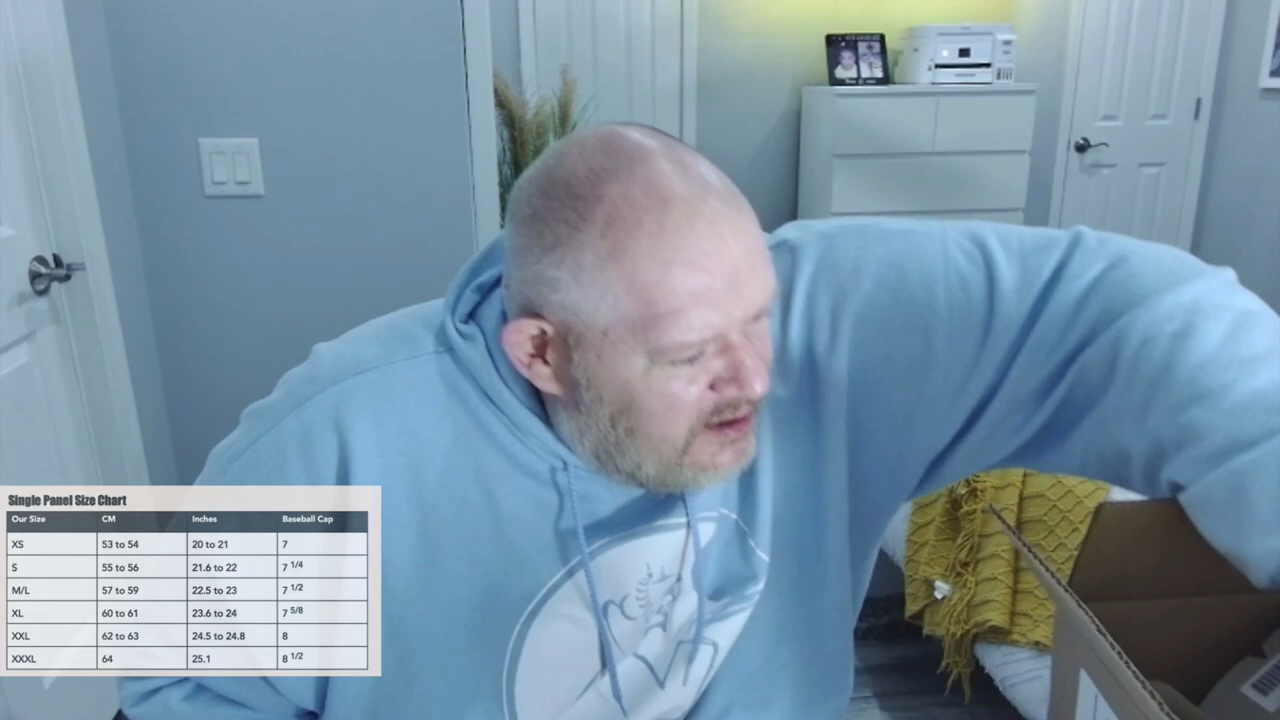 Single Panel Size Chart
Our Size CM Inches Baseball Cap
XS 53 to 54 20 to 21 7
S 55 to 56 21.6 to 22 7 1/4
M/L 57 to 59 22.5 to 23 7 1/2
XL 60 to 61 23.6 to 24 7 5/8
XXL 62 to 63 24.5 to 24.8 8
XXXL 64 25.1 8 1/2